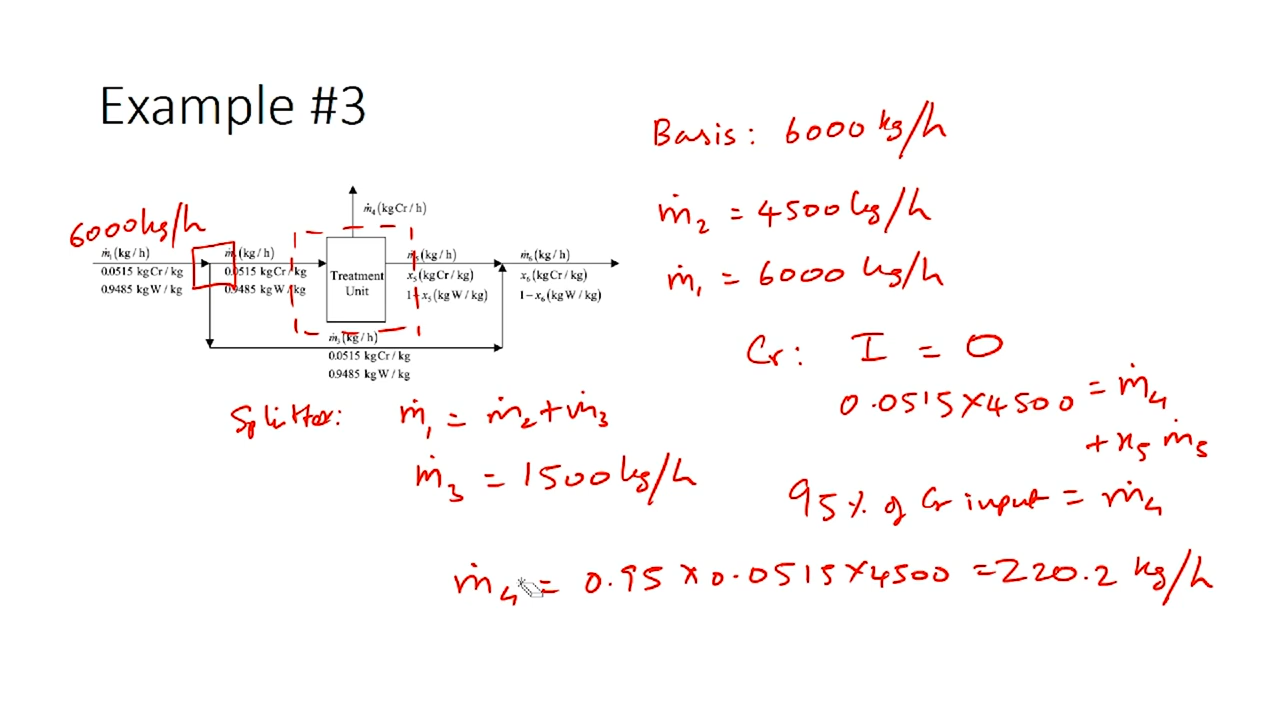 Example #3
Basis: 6000 kg/h
ṁ₂ = 4500 kg/h
ṁ₁ = 6000 kg/h
6000 kg/h
ṁ₄ (kg Cr / h)
ṁ₁ (kg / h)
0.0515 kg Cr / kg
0.9485 kg W / kg
(kg / h)
0.0515 kg Cr / kg
0.9485 kg W / kg
Treatment
Unit
ṁ₅ (kg / h)
x₅ (kg Cr / kg)
1 - x₅ (kg W / kg)
ṁ₆ (kg / h)
x₆ (kg Cr / kg)
1 - x₆ (kg W / kg)
ṁ₃ (kg / h)
0.0515 kg Cr / kg
0.9485 kg W / kg
Cr: I = O
0.0515 × 4500 = ṁ₄
+ x₅ ṁ₅
Splitter: ṁ₁ = ṁ₂ + ṁ₃
ṁ₃ = 1500 kg/h
95% of Cr input = ṁ₄
ṁ₄ = 0.95 × 0.0515 × 4500 = 220.2 kg/h